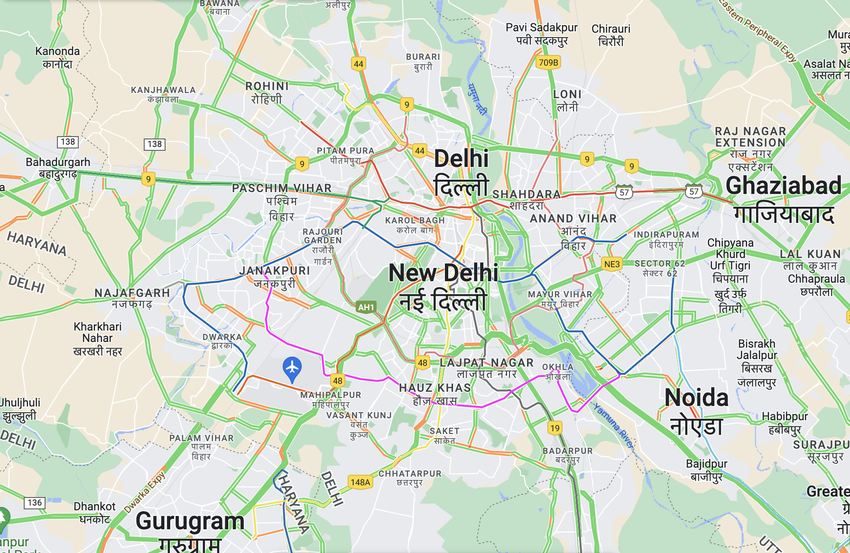 BAWANA
बवाना
अलीपुर
Kanonda
कानोंदा
44
BURARI
बुरारी
Pavi Sadakpur
पवी सदकपुर
Chirauri
चिरौरी
Eastern Peripheral Expy
709B
Asalat Na
असलत न
KANJHAWALA
कंझावला
ROHINI
रोहिणी
9
यमुना नदी
LONI
लोनी
138
138
PITAM PURA
पीतमपुरा
44
Delhi
दिल्ली
9
9
RAJ NAGAR
EXTENSION
राज नगर
एक्सटेंशन
Bahadurgarh
बहादुरगढ़
9
9
PASCHIM VIHAR
पश्चिम
विहार
SHAHDARA
शाहदरा
57
57
Ghaziabad
गाजियाबाद
KAROL BAGH
करोल बाग
ANAND VIHAR
आनंद
विहार
RAJOURI
GARDEN
राजौरी
गार्डन
INDIRAPURAM
इंदिरापुरम
HARYANA
DELHI
JANAKPURI
जनकपुरी
New Delhi
नई दिल्ली
NE3
SECTOR 62
सेक्टर 62
Chipyana
Khurd
Urf Tigri
चिपयाना
खुर्द उर्फ़
तिगरी
LAL KUAN
लाल कुआन
Chhapraula
छपरौला
NAJAFGARH
नजफगढ़
AH1
MAYUR VIHAR
मयूर विहार
Kharkhari
Nahar
खरखरी नहर
DWARKA
द्वारका
Bisrakh
Jalalpur
बिसरख
जलालपुर
48
48
LAJPAT NAGAR
लाजपत नगर
OKHLA
ओखला
HAUZ KHAS
हौज़ खास
MAHIPALPUR
महिपालपुर
Noida
नोएडा
Jhuljhuli
झुल्झुली
VASANT KUNJ
वसंत
कुञ्ज
Yamuna River
Habibpur
हबीबपुर
DELHI
PALAM VIHAR
पालम
विहार
SAKET
साकेत
19
BADARPUR
बदरपुर
SURAJPU
सूरजपुर
Bajidpur
बाजीपुर
CHHATARPUR
छत्तरपुर
148A
Dwarka Expy
HARYANA
DELHI
136
Dhankot
धनकोट
Gurugram
गुरुग्राम
Greate
UTT